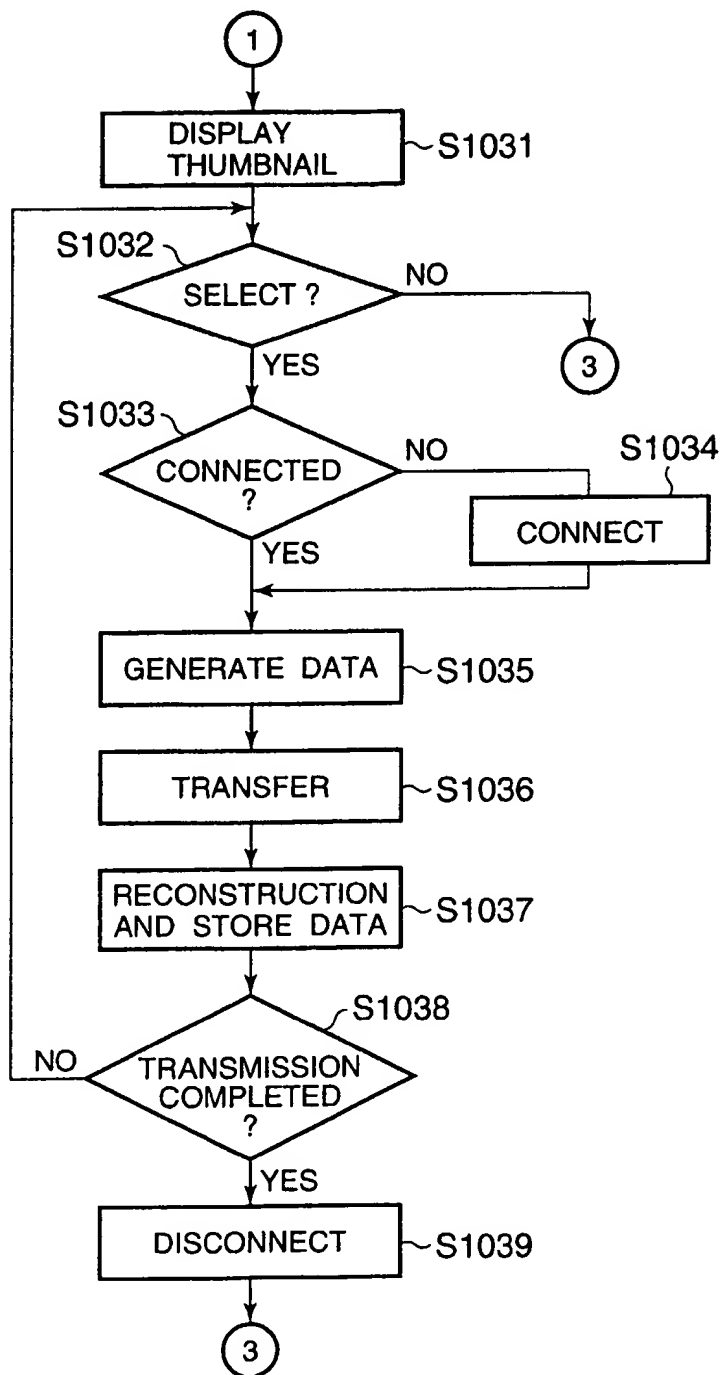 1
DISPLAY
THUMBNAIL
S1031
S1032
SELECT ?
NO
YES
3
S1033
CONNECTED
?
NO
YES
S1034
CONNECT
GENERATE DATA
S1035
TRANSFER
S1036
RECONSTRUCTION
AND STORE DATA
S1037
S1038
TRANSMISSION
COMPLETED
?
NO
YES
DISCONNECT
S1039
3